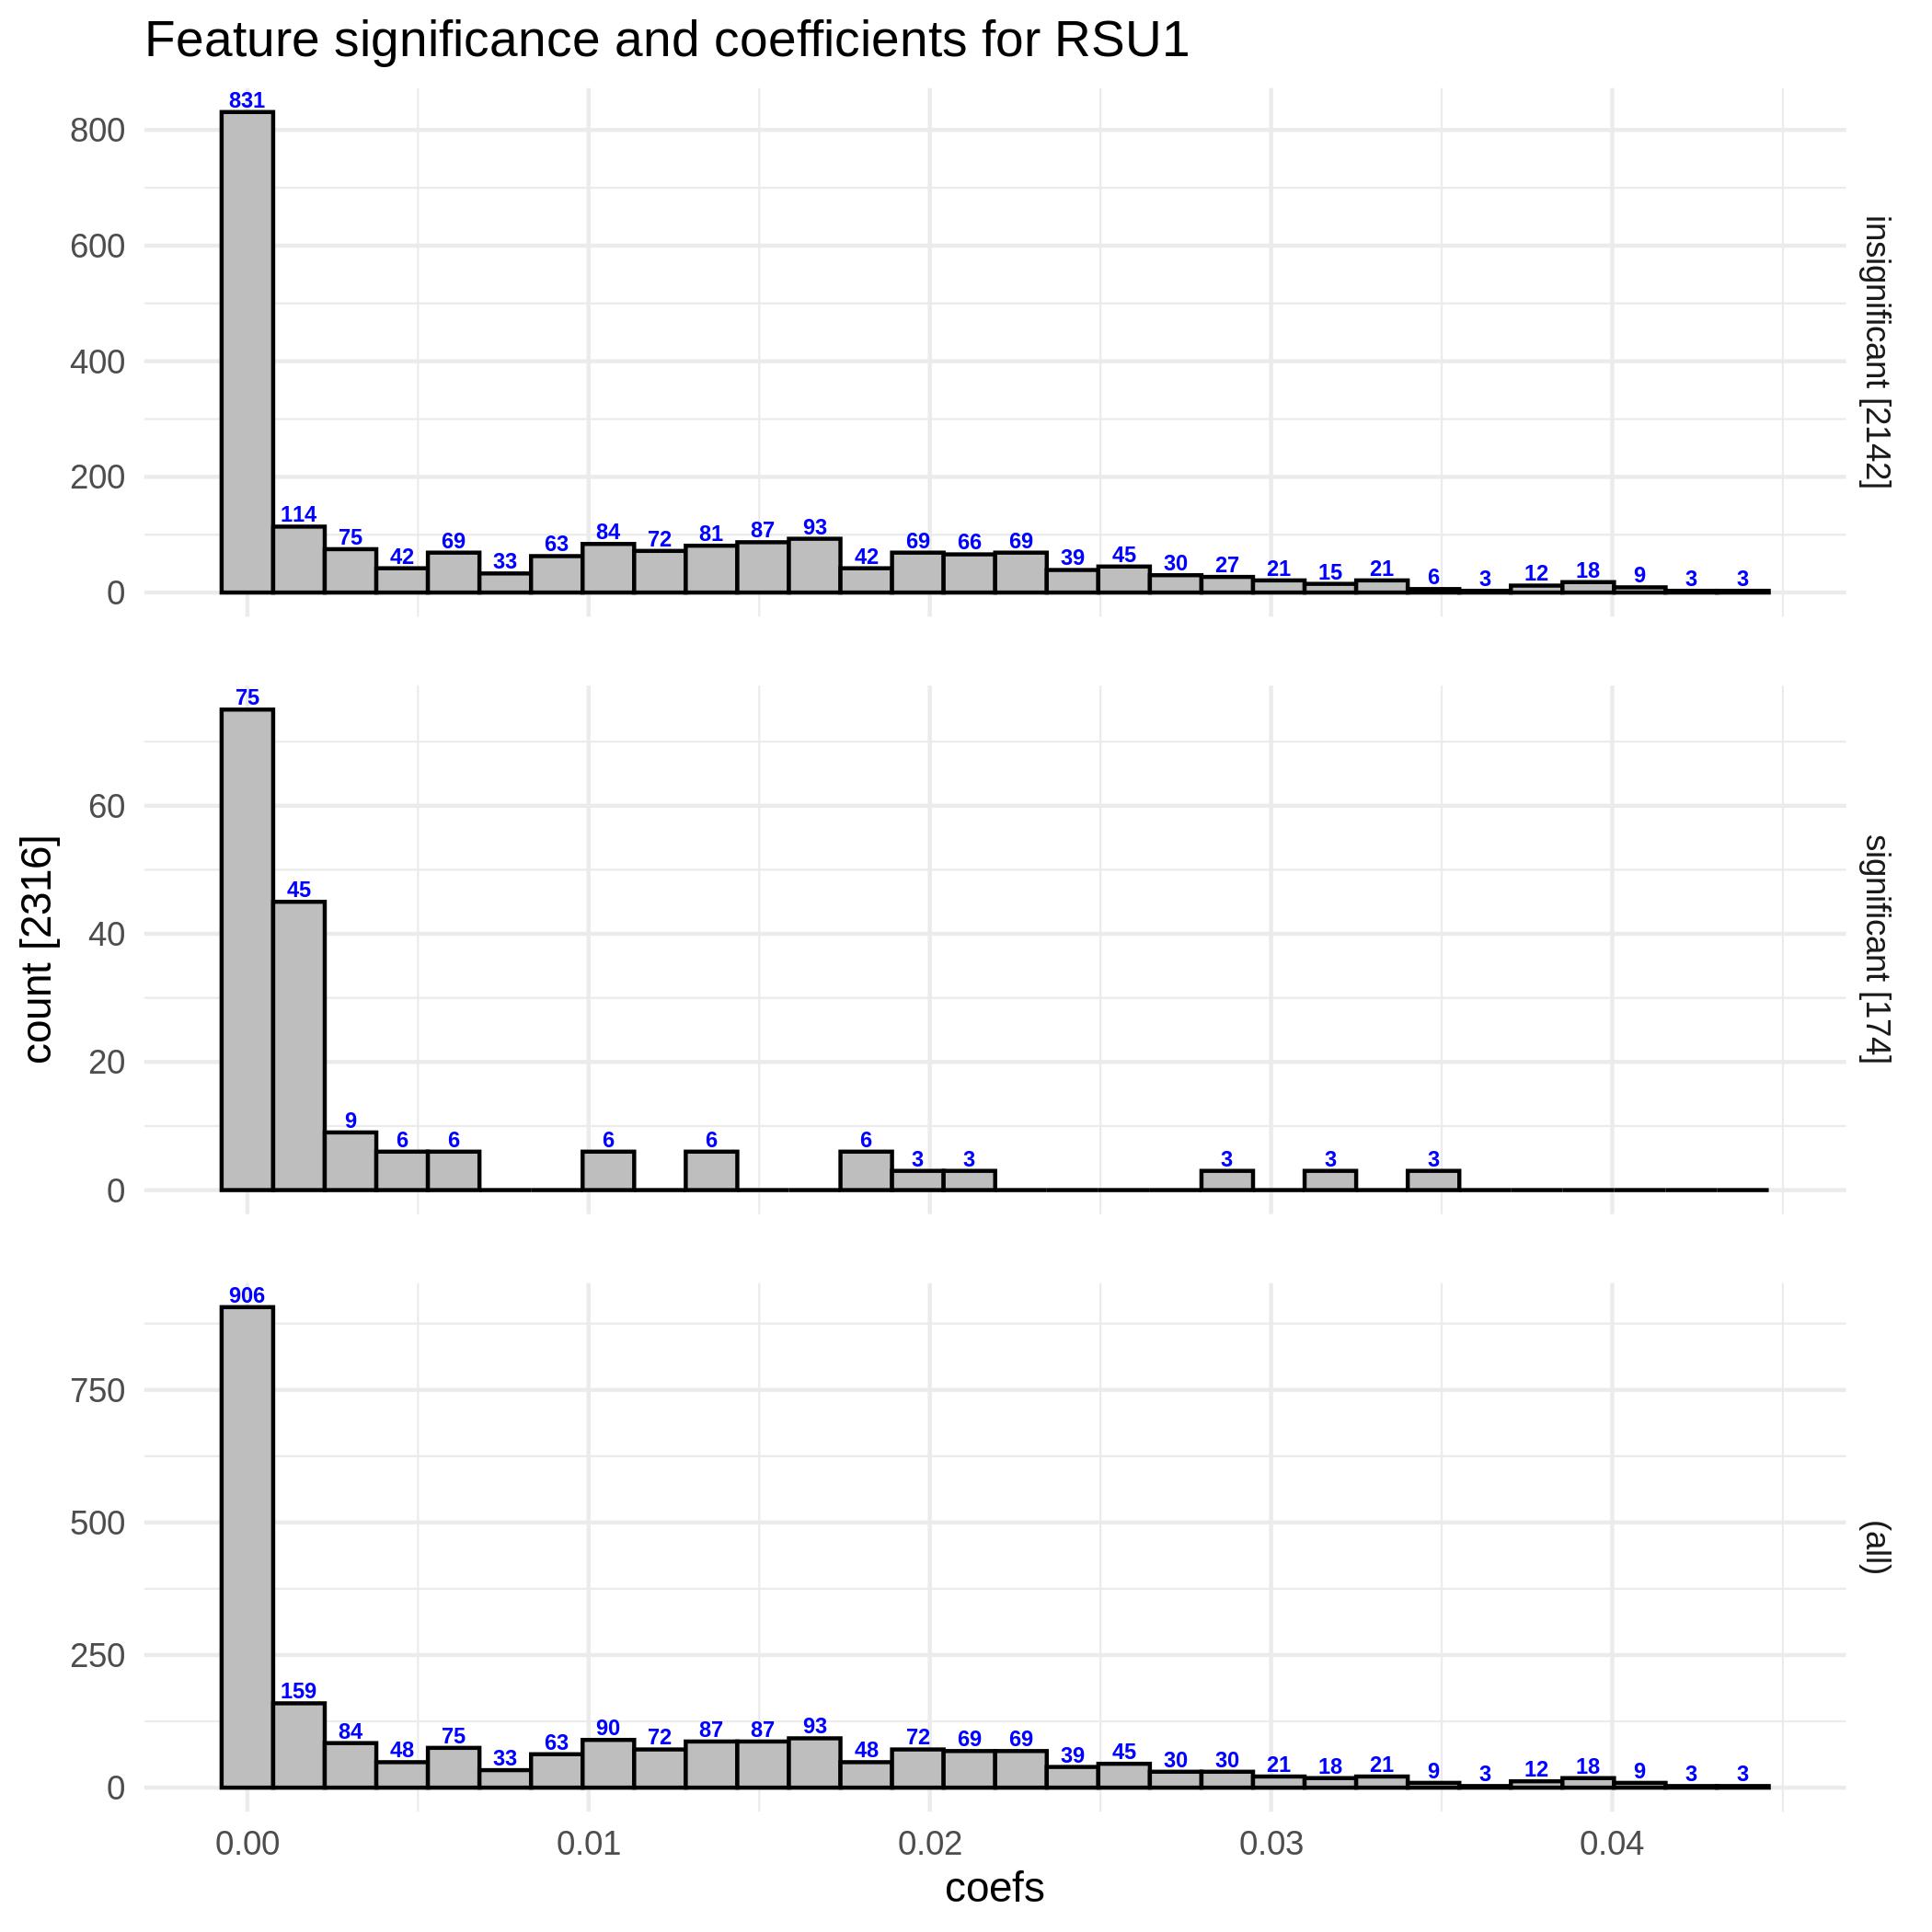 Feature significance and coefficients for RSU1
831
800
600
400
200
0
114 75 42 69 33 63 84 72 81 87 93 42 69 66 69 39 45 30 27 21 15 21 6 3 12 18 9 3 3
insignificant [2142]
75
60
40
20
0
45
9 6 6 6 6 6 3 3 3 3 3
significant [174]
count [2316]
906
750
500
250
0
159 84 48 75 33 63 90 72 87 87 93 48 72 69 69 39 45 30 30 21 18 21 9 3 12 18 9 3 3
(all)
0.00 0.01 0.02 0.03 0.04
coefs